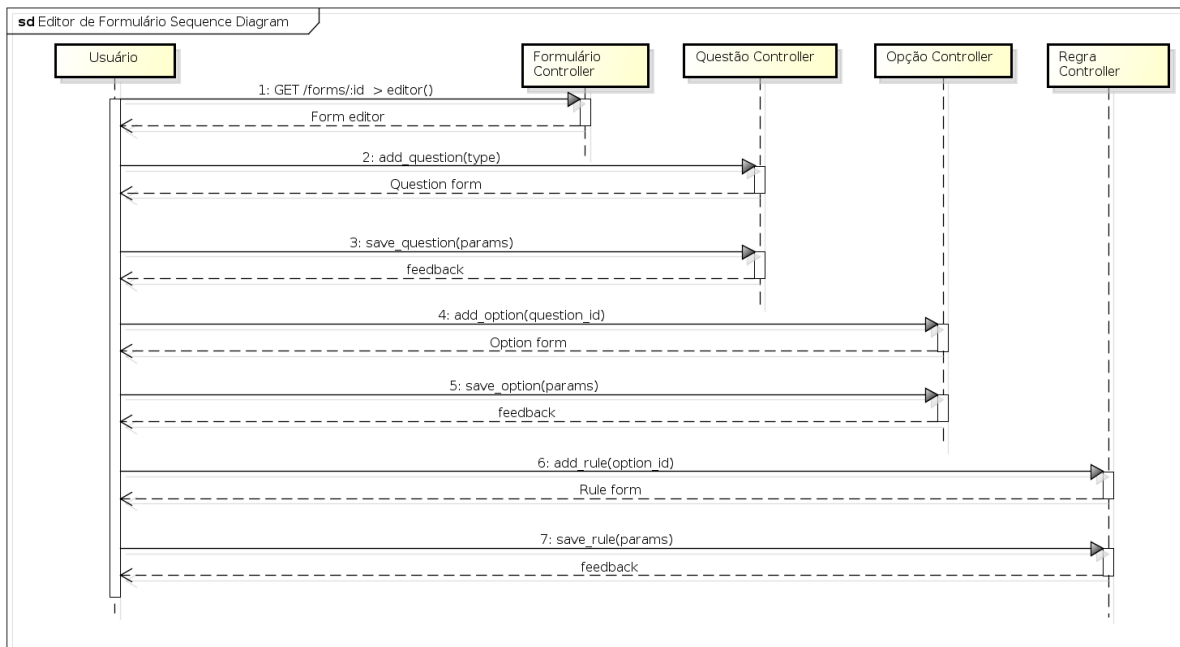 sd Editor de Formulário Sequence Diagram
Usuário
Formulário
Controller
Questão Controller
Opção Controller
Regra
Controller
1: GET /forms/:id > editor()
Form editor
2: add_question(type)
Question form
3: save_question(params)
feedback
4: add_option(question_id)
Option form
5: save_option(params)
feedback
6: add_rule(option_id)
Rule form
7: save_rule(params)
feedback